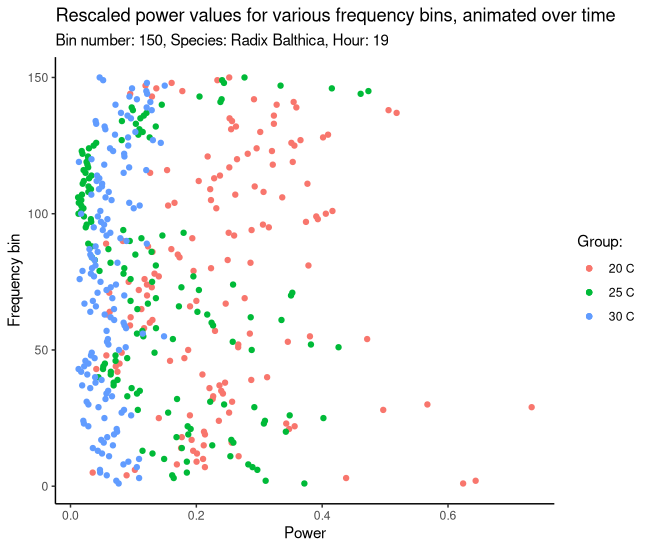 Rescaled power values for various frequency bins, animated over time
Bin number: 150, Species: Radix Balthica, Hour: 19
150
100
50
0
Frequency bin
0.0 0.2 0.4 0.6
Power
Group:
20 C
25 C
30 C